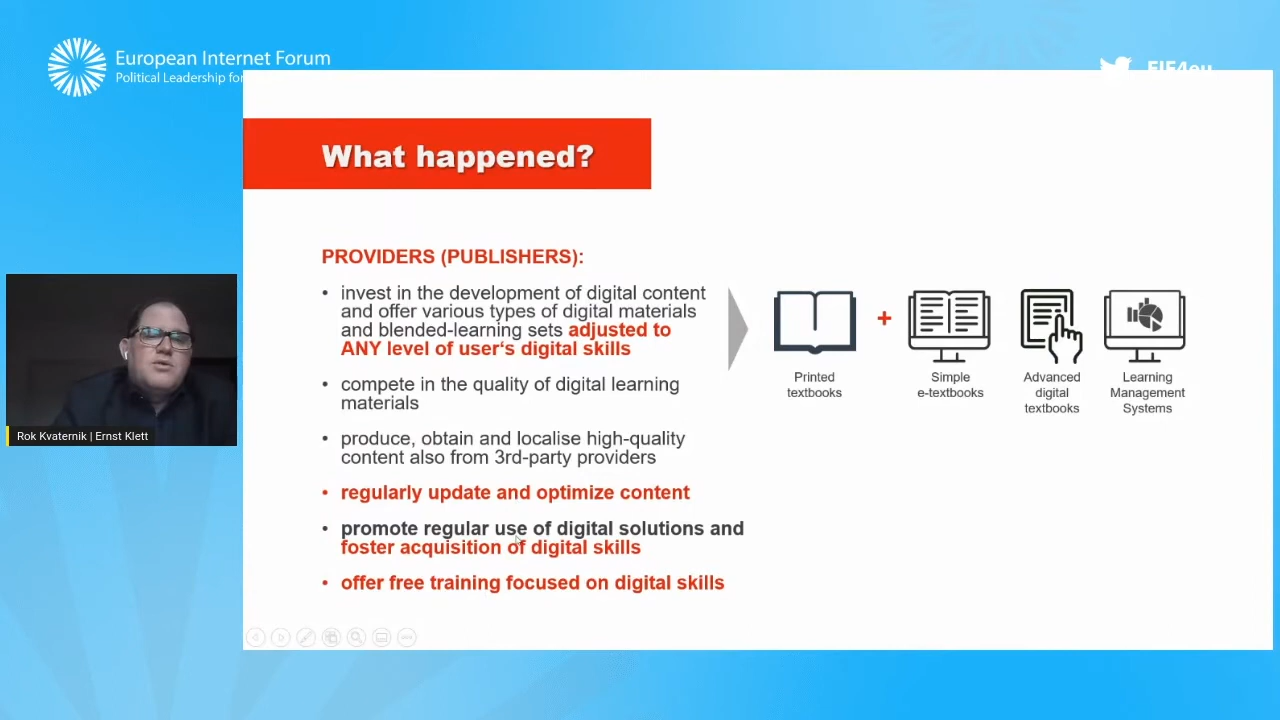 European Internet Forum
Political Leadership for
EIF4eu
What happened?
PROVIDERS (PUBLISHERS):
• invest in the development of digital content
and offer various types of digital materials
and blended-learning sets adjusted to
ANY level of user‘s digital skills
• compete in the quality of digital learning
materials
• produce, obtain and localise high-quality
content also from 3rd-party providers
• regularly update and optimize content
• promote regular use of digital solutions and
foster acquisition of digital skills
• offer free training focused on digital skills
+
Printed
textbooks
Simple
e-textbooks
Advanced
digital
textbooks
Learning
Management
Systems
Rok Kvaternik | Ernst Klett